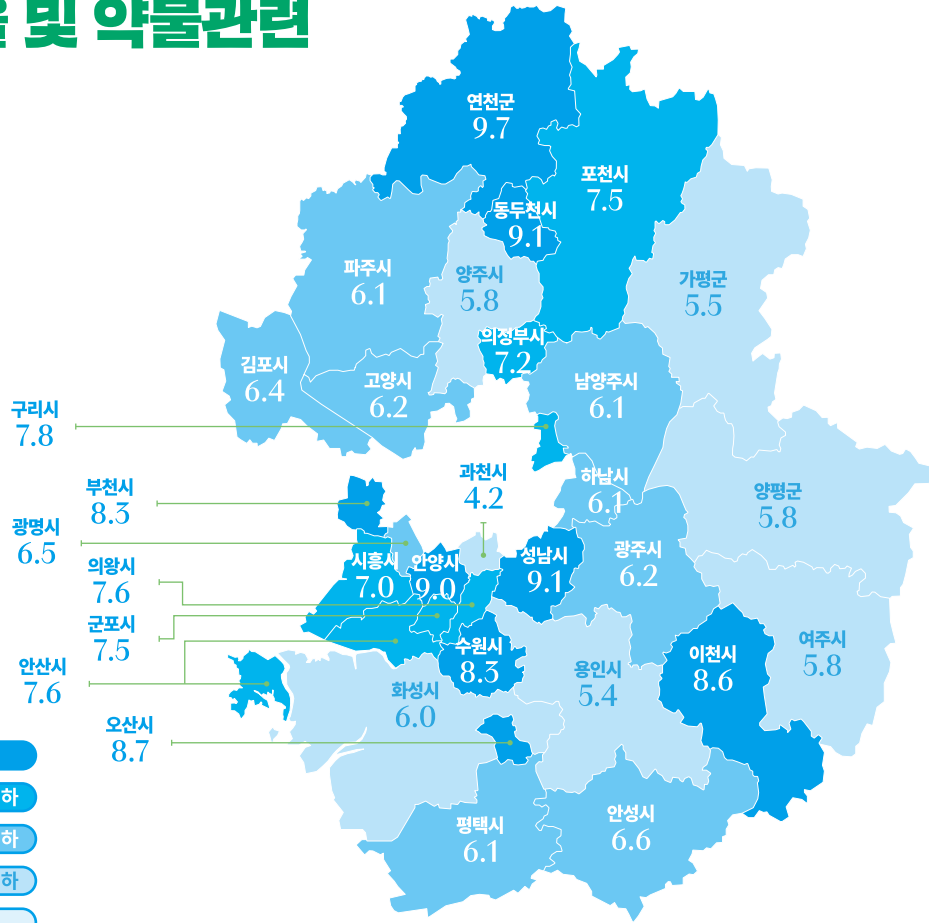 및 약물관련
연천군
9.7
포천시
7.5
동두천시
9.1
파주시
6.1
양주시
5.8
가평군
5.5
의정부시
7.2
김포시
6.4
고양시
6.2
남양주시
6.1
구리시
7.8
과천시
4.2
하남시
6.1
양평군
5.8
부천시
8.3
광명시
6.5
시흥시
7.0
안양시
9.0
성남시
9.1
광주시
6.2
의왕시
7.6
군포시
7.5
수원시
8.3
용인시
5.4
이천시
8.6
여주시
5.8
안산시
7.6
화성시
6.0
오산시
8.7
하
하
하
평택시
6.1
안성시
6.6